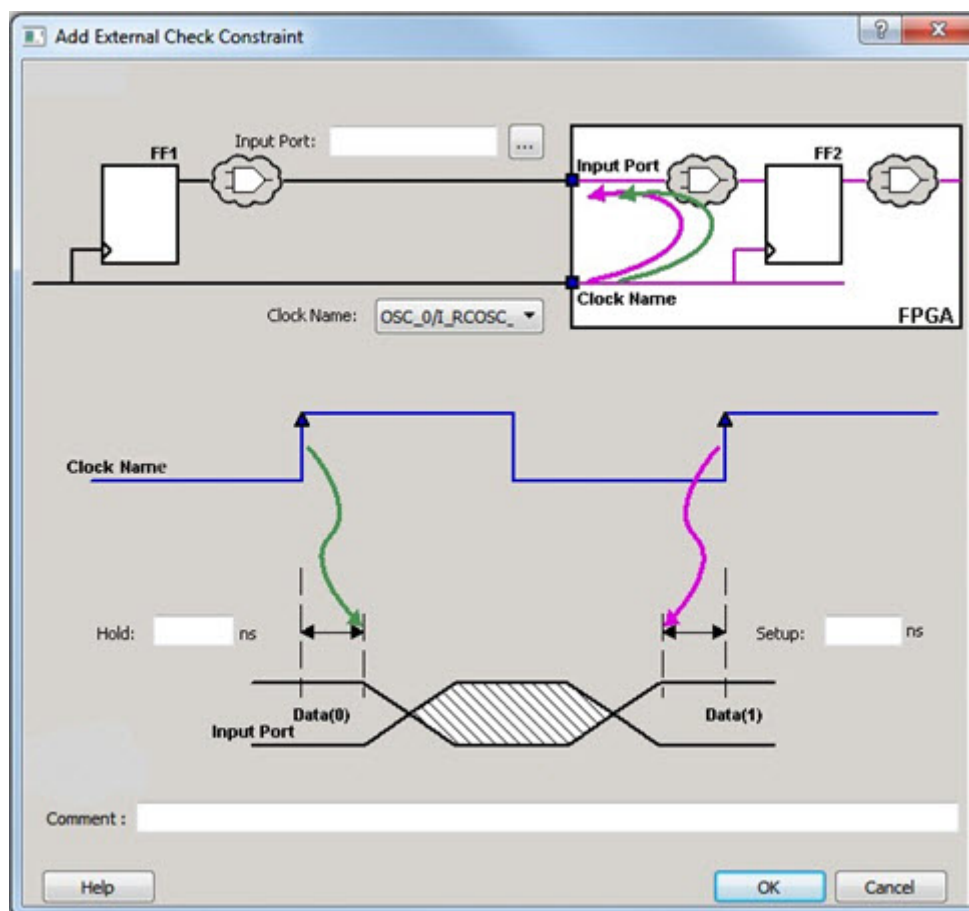 Add External Check Constraint
Input Port:
...
FF1
Input Port
FF2
Clock Name
FPGA
Clock Name:
OSC_0/I_RCOSC_
Clock Name
Hold:
ns
Setup:
ns
Data(0)
Data(1)
Input Port
Comment :
Help
OK
Cancel